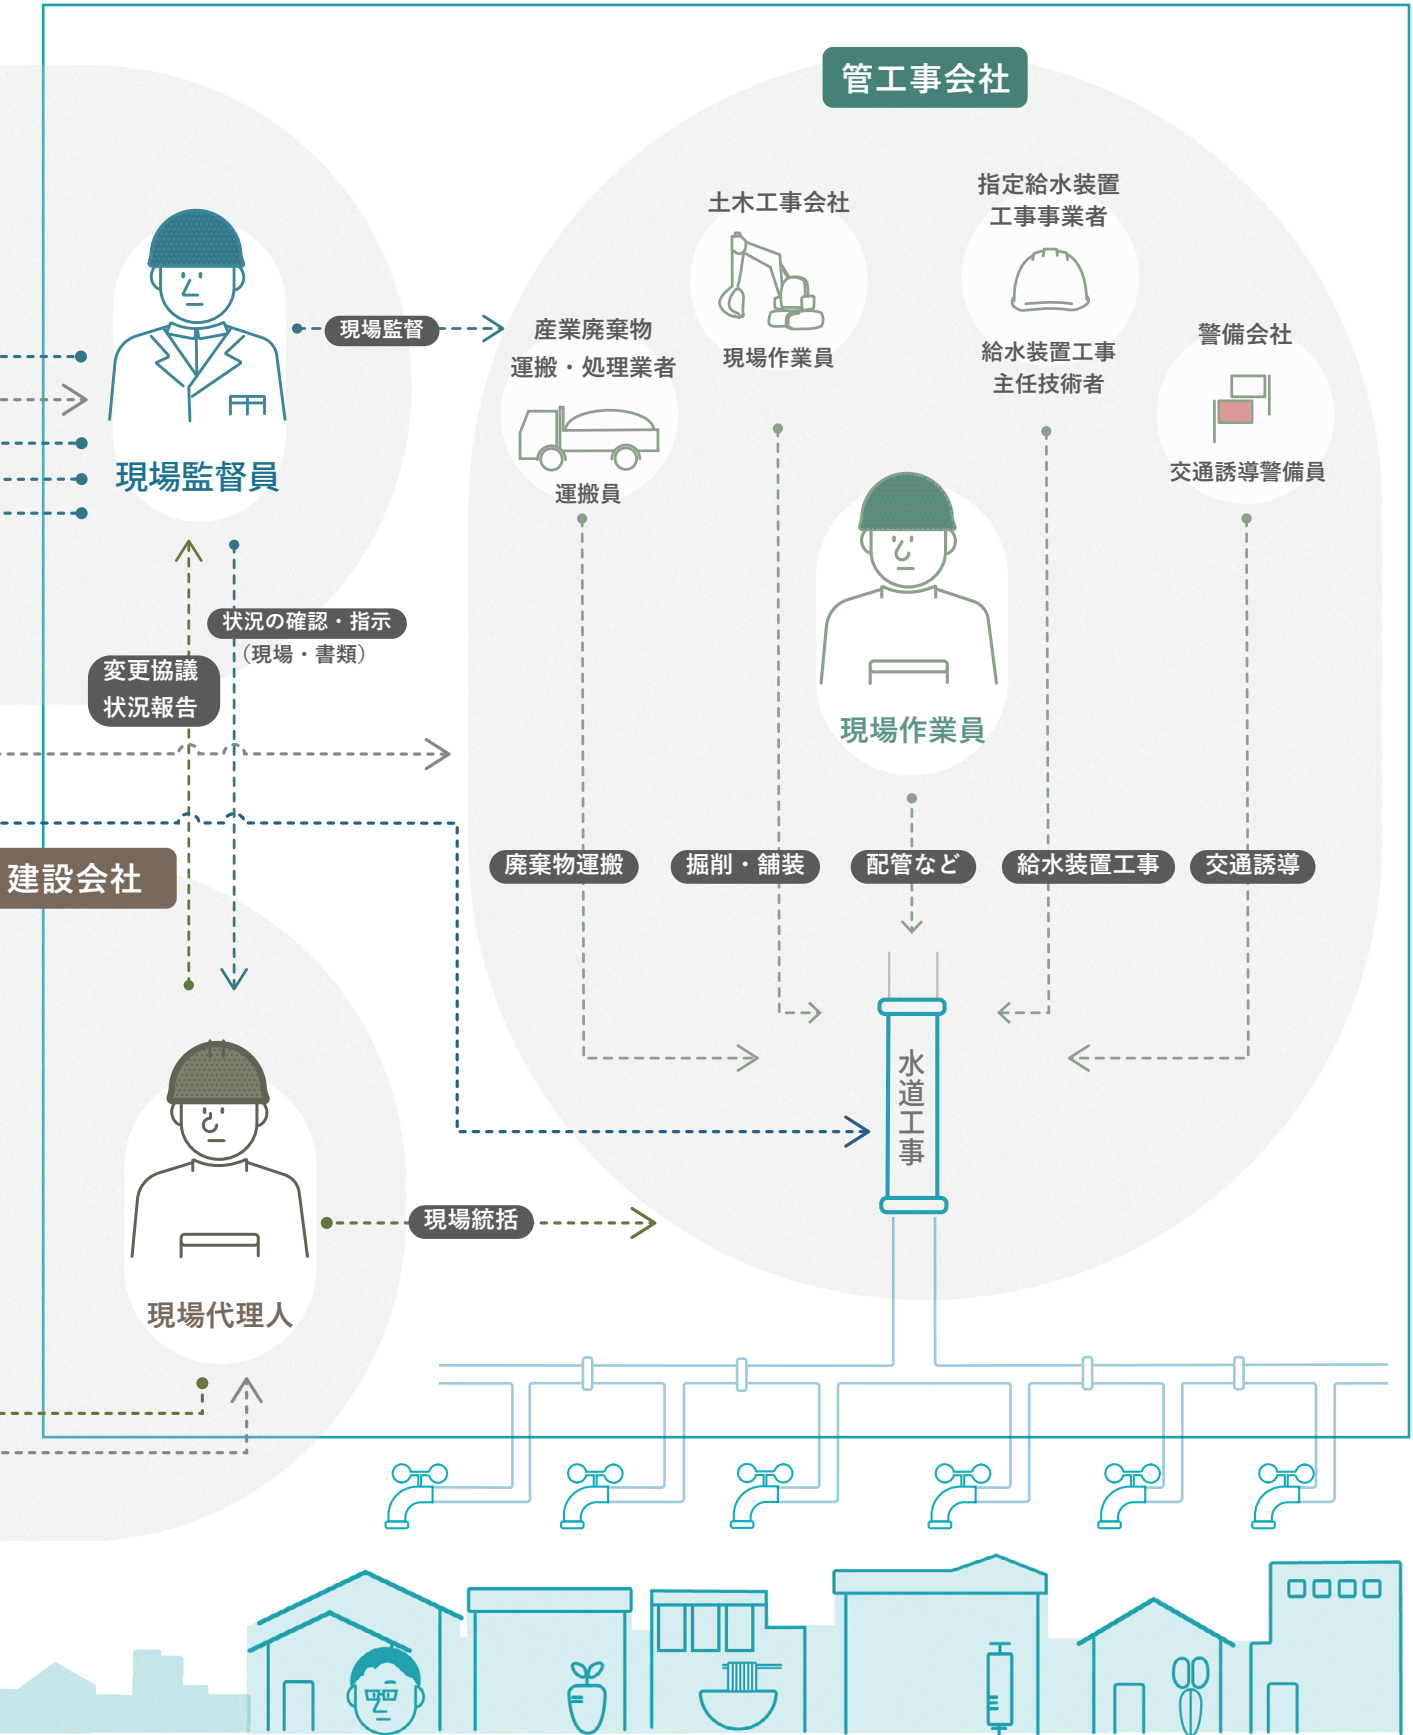 管工事会社
指定給水装置
工事事業者
土木工事会社
現場監督
産業廃棄物
運搬・処理業者
警備会社
現場作業員
給水装置工事
主任技術者
現場監督員
運搬員
交通誘導警備員
状況の確認・指示
（現場・書類）
変更協議
状況報告
現場作業員
建設会社
廃棄物運搬
掘削・舗装
配管など
給水装置工事
交通誘導
水道工事
現場統括
現場代理人